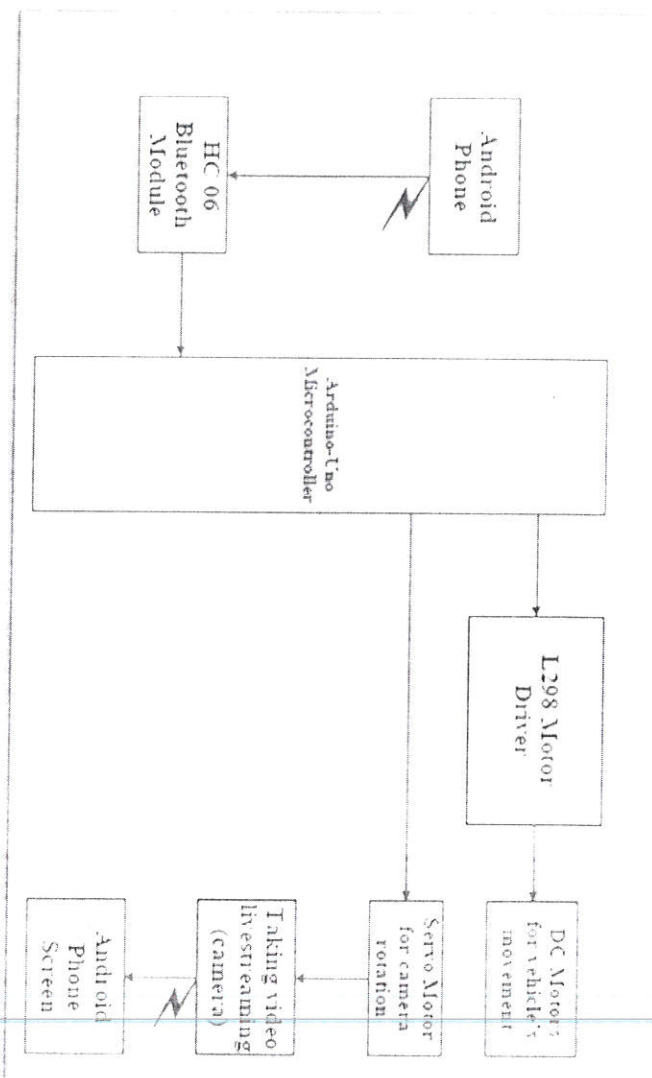 Android
Phone
HC 06
Bluetooth
Module
Arduino-Uno
Microcontroller
L298 Motor
Driver
DC Motors
for vehicle's
movement
Servo Motor
for camera
rotation
Taking video
livestreaming
(camera)
Android
Phone
Screen